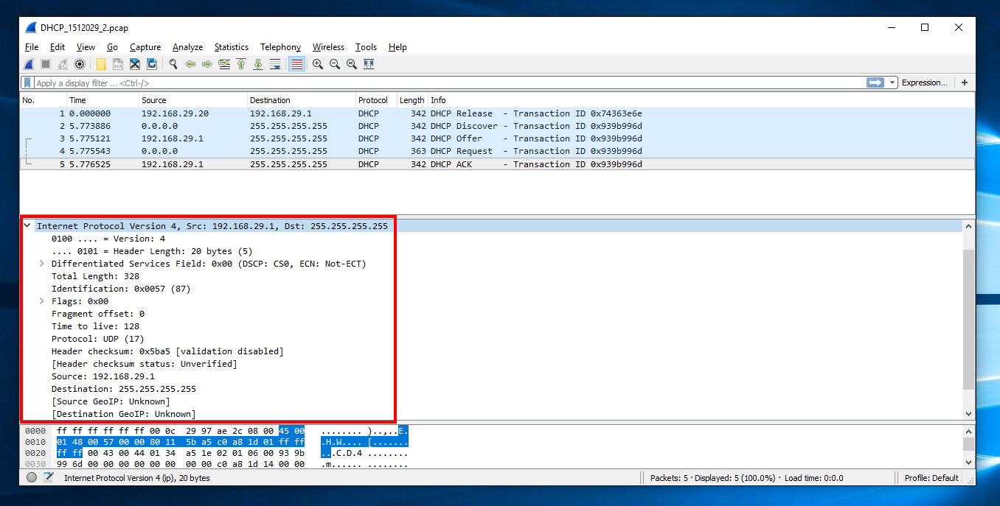 DHCP_1512029_2.pcap
File Edit View Go Capture Analyze Statistics Telephony Wireless Tools Help
Apply a display filter ... <Ctrl-/> Expression... +
No. Time Source Destination Protocol Length Info
1 0.000000 192.168.29.20 192.168.29.1 DHCP 342 DHCP Release - Transaction ID 0x74363e6e
2 5.773886 0.0.0.0 255.255.255.255 DHCP 342 DHCP Discover - Transaction ID 0x939b996d
3 5.775121 192.168.29.1 255.255.255.255 DHCP 342 DHCP Offer - Transaction ID 0x939b996d
4 5.775543 0.0.0.0 255.255.255.255 DHCP 363 DHCP Request - Transaction ID 0x939b996d
5 5.776525 192.168.29.1 255.255.255.255 DHCP 342 DHCP ACK - Transaction ID 0x939b996d
Internet Protocol Version 4, Src: 192.168.29.1, Dst: 255.255.255.255
0100 .... = Version: 4
.... 0101 = Header Length: 20 bytes (5)
Differentiated Services Field: 0x00 (DSCP: CS0, ECN: Not-ECT)
Total Length: 328
Identification: 0x0057 (87)
Flags: 0x00
Fragment offset: 0
Time to live: 128
Protocol: UDP (17)
Header checksum: 0x5ba5 [validation disabled]
[Header checksum status: Unverified]
Source: 192.168.29.1
Destination: 255.255.255.255
[Source GeoIP: Unknown]
[Destination GeoIP: Unknown]
0000 ff ff ff ff ff ff 00 0c 29 97 ae 2c 08 00 45 00 ........ )..,..E.
0010 01 48 00 57 00 00 80 11 5b a5 c0 a8 1d 01 ff ff .H.W.... [.......
0020 ff ff 00 43 00 44 01 34 a5 1e 02 01 06 00 93 9b ...C.D.4 ........
0030 99 6d 00 00 00 00 00 00 00 00 c0 a8 1d 14 00 00 .m...... ........
Internet Protocol Version 4 (ip), 20 bytes Packets: 5 · Displayed: 5 (100.0%) · Load time: 0:0.0 Profile: Default